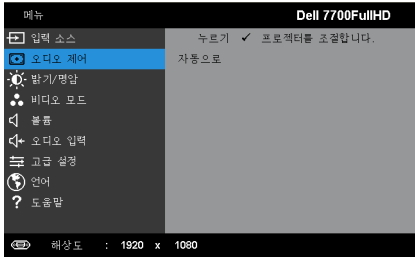 메뉴 Dell 7700FullHD
입력 소스 누르기 ✓ 프로젝터를 조절합니다.
오디오 제어 자동으로
밝기/명암
비디오 모드
볼륨
오디오 입력
고급 설정
언어
? 도움말
해상도 : 1920 x 1080